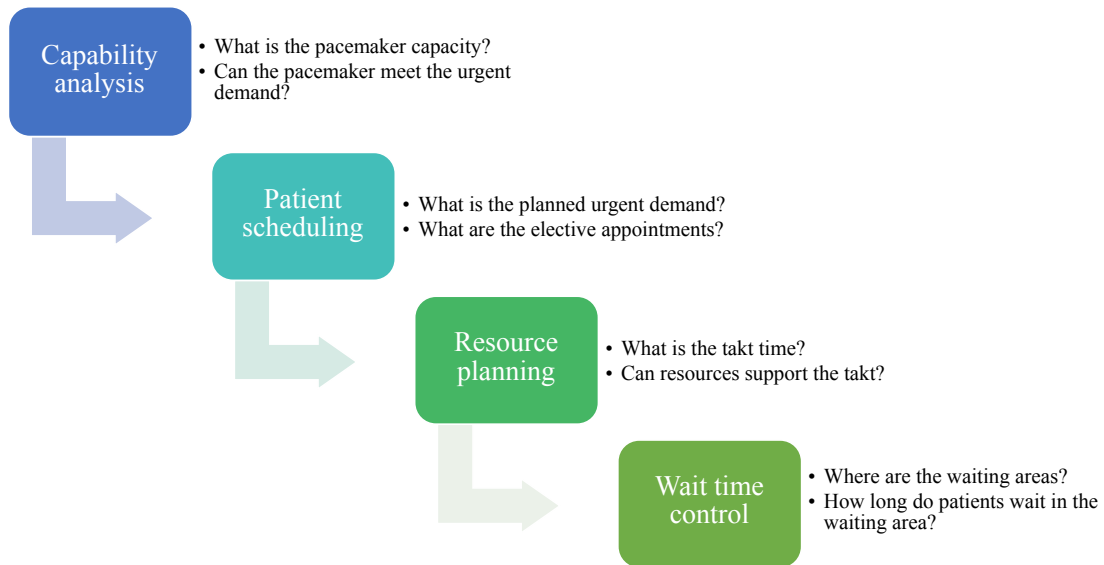 Capability
analysis
• What is the pacemaker capacity?
• Can the pacemaker meet the urgent
demand?
Patient
scheduling
• What is the planned urgent demand?
• What are the elective appointments?
Resource
planning
• What is the takt time?
• Can resources support the takt?
Wait time
control
• Where are the waiting areas?
• How long do patients wait in the
waiting area?